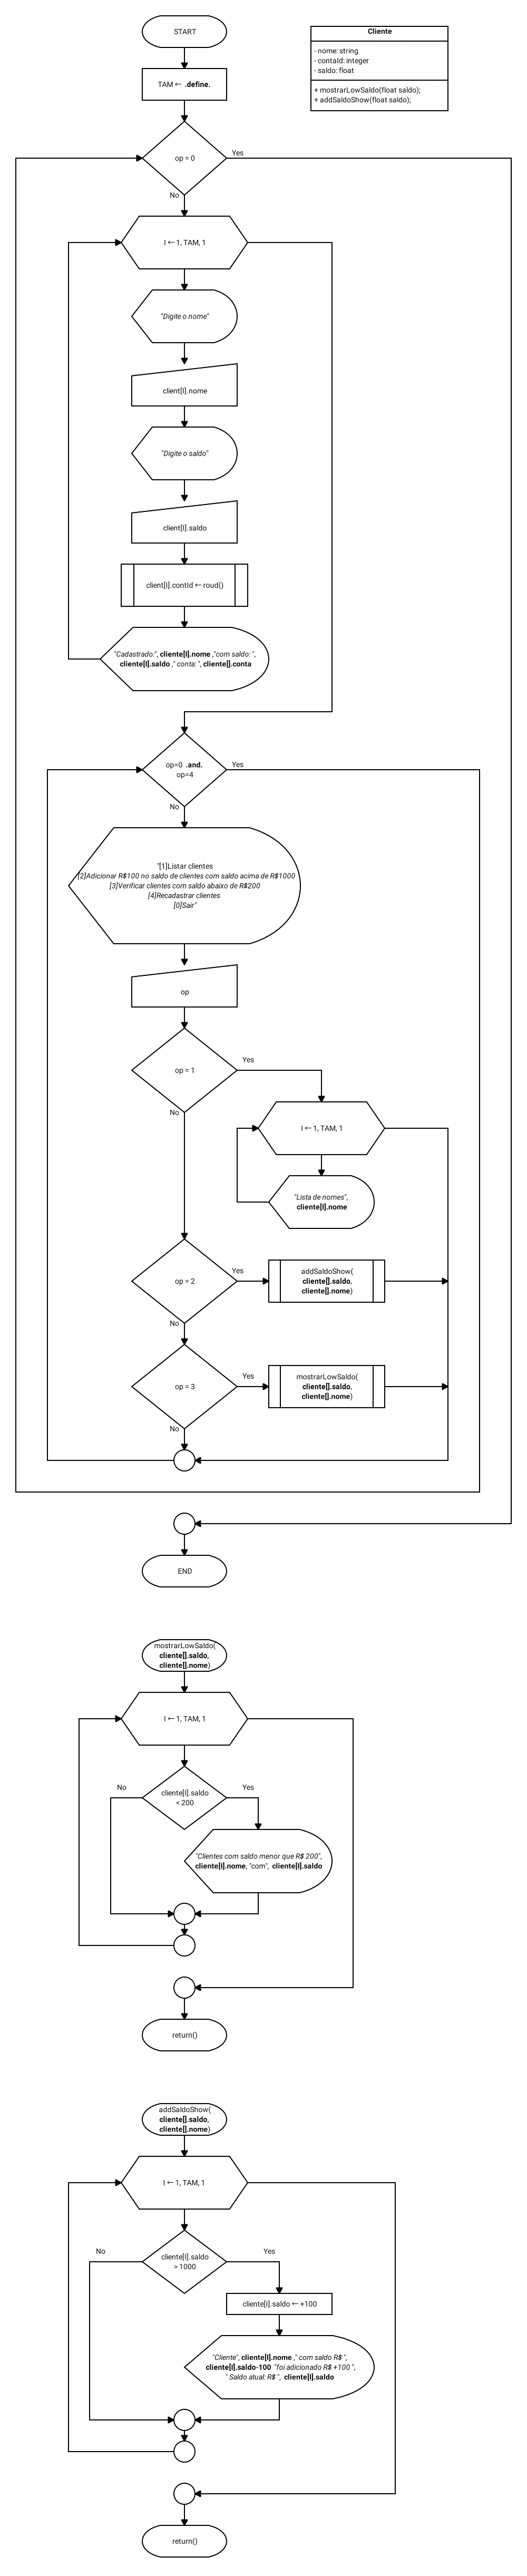 START
Cliente
- nome: string
- contaId: integer
- saldo: float
+ mostrarLowSaldo(float saldo);
+ addSaldoShow(float saldo);
TAM ← .define.
op = 0
Yes
No
I ← 1, TAM, 1
"Digite o nome"
client[I].nome
"Digite o saldo"
client[I].saldo
client[I].contId ← roud()
"Cadastrado:", cliente[I].nome ,"com saldo: ",
cliente[I].saldo ," conta: ", cliente[].conta
op=0 .and.
op=4
Yes
No
"[1]Listar clientes
[2]Adicionar R$100 no saldo de clientes com saldo acima de R$1000
[3]Verificar clientes com saldo abaixo de R$200
[4]Recadastrar clientes
[0]Sair"
op
op = 1
Yes
No
I ← 1, TAM, 1
"Lista de nomes",
cliente[I].nome
op = 2
Yes
No
addSaldoShow(
cliente[].saldo,
cliente[].nome)
op = 3
Yes
No
mostrarLowSaldo(
cliente[].saldo,
cliente[].nome)
END
mostrarLowSaldo(
cliente[].saldo,
cliente[].nome)
I ← 1, TAM, 1
No
cliente[I].saldo
< 200
Yes
"Clientes com saldo menor que R$ 200",
cliente[I].nome, "com", cliente[I].saldo
return()
addSaldoShow(
cliente[].saldo,
cliente[].nome)
I ← 1, TAM, 1
No
cliente[I].saldo
> 1000
Yes
cliente[I].saldo ← +100
"Cliente", cliente[I].nome ," com saldo R$ ",
cliente[I].saldo-100 "foi adicionado R$ +100 ",
" Saldo atual: R$ ", cliente[I].saldo
return()